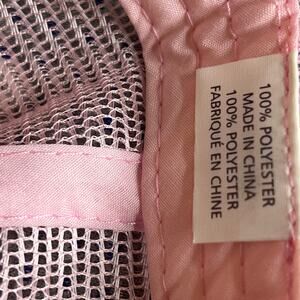 100% POLYESTER
MADE IN CHINA
100% POLYESTER
FABRIQUÉ EN CHINE